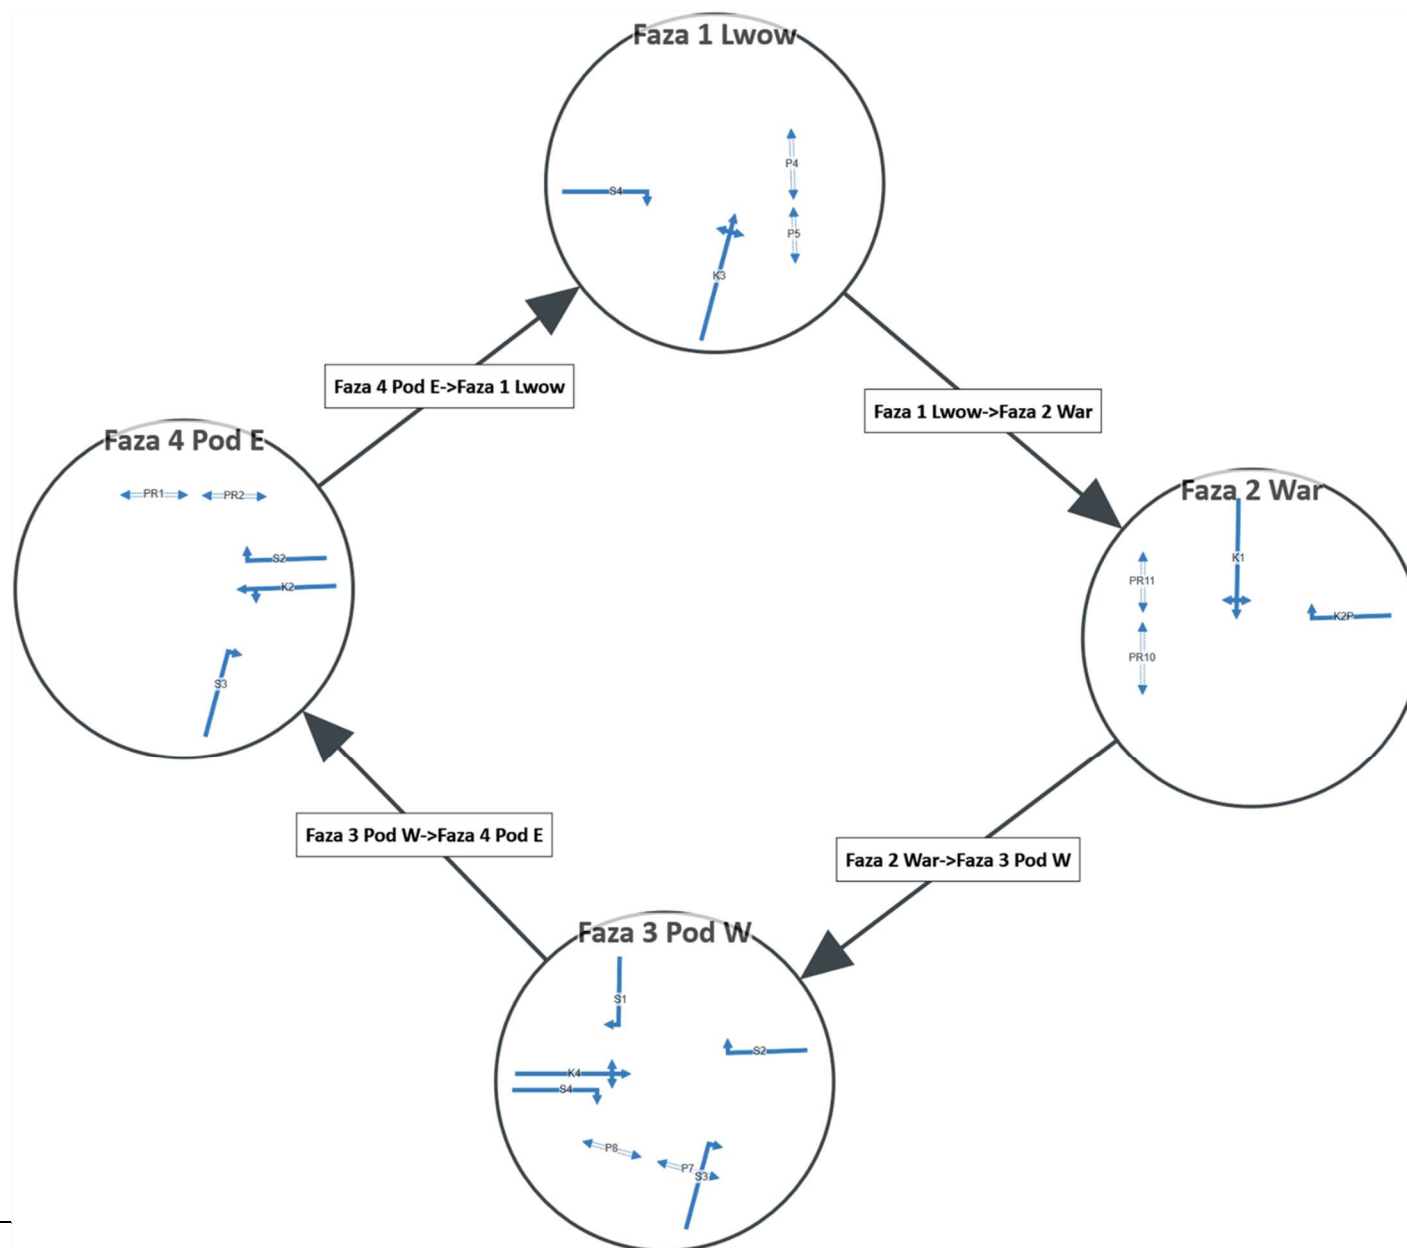 Faza 1 Lwow
P4
S4
P5
K3
Faza 4 Pod E->Faza 1 Lwow
Faza 1 Lwow->Faza 2 War
Faza 4 Pod E
PR1 PR2
S2
K2
S3
Faza 2 War
K1
PR11
K2P
PR10
Faza 3 Pod W->Faza 4 Pod E
Faza 2 War->Faza 3 Pod W
Faza 3 Pod W
S1
S2
K4
S4
P8
P7
S3